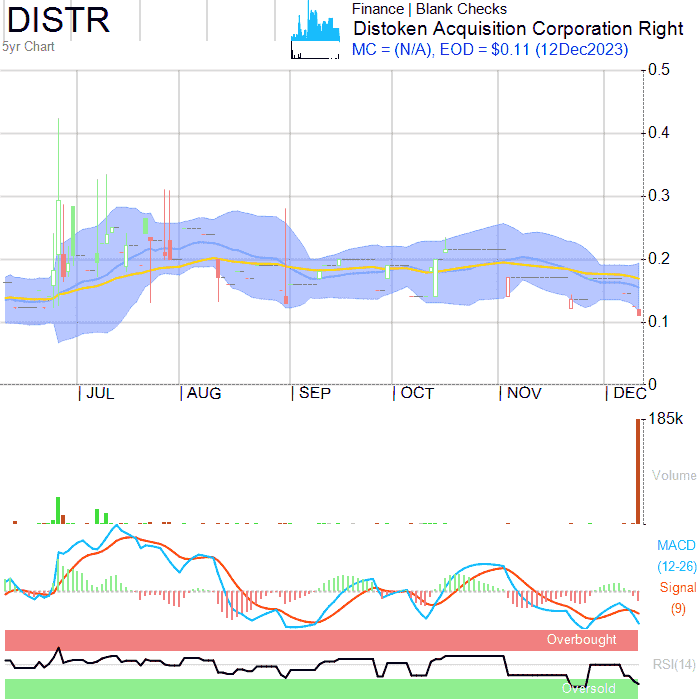 DISTR
5yr Chart
Finance | Blank Checks
Distoken Acquisition Corporation Right
MC = (N/A), EOD = $0.11 (12Dec2023)
0.5
0.4
0.3
0.2
0.1
0
JUL
AUG
SEP
OCT
NOV
DEC
185k
Volume
MACD
(12-26)
Signal
(9)
Overbought
RSI(14)
Oversold